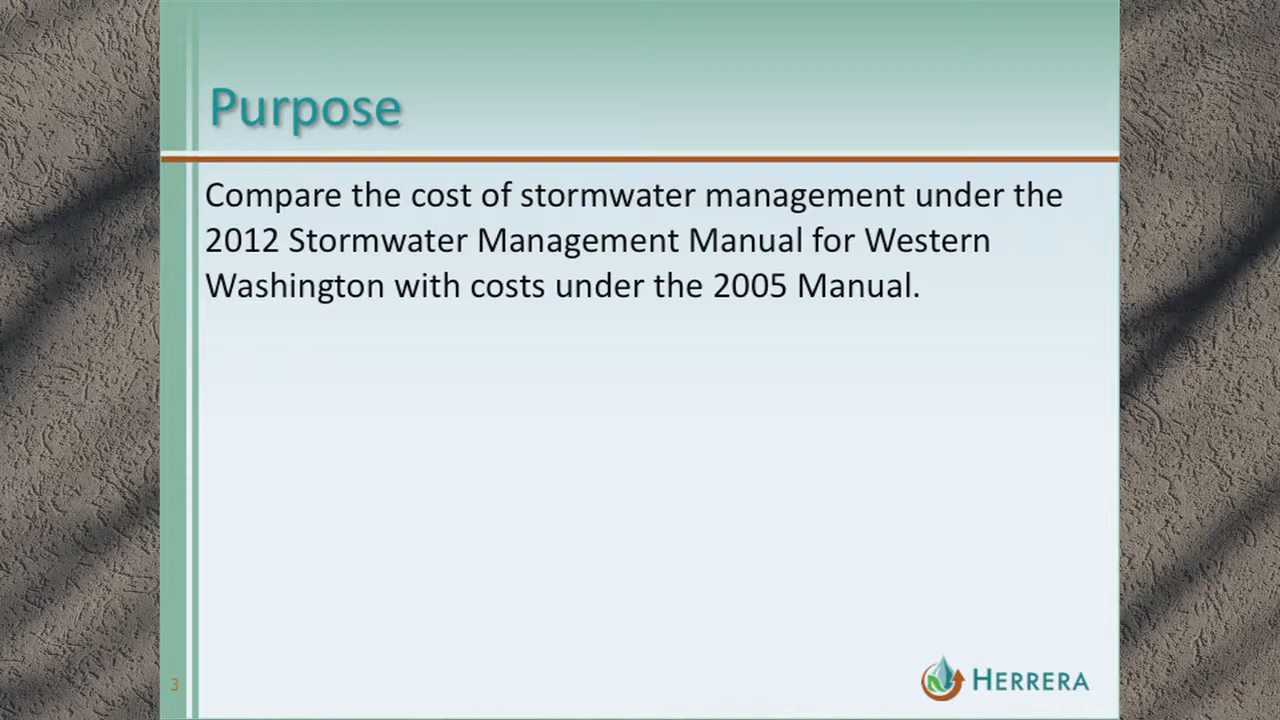 Purpose
Compare the cost of stormwater management under the
2012 Stormwater Management Manual for Western
Washington with costs under the 2005 Manual.
3
HERRERA